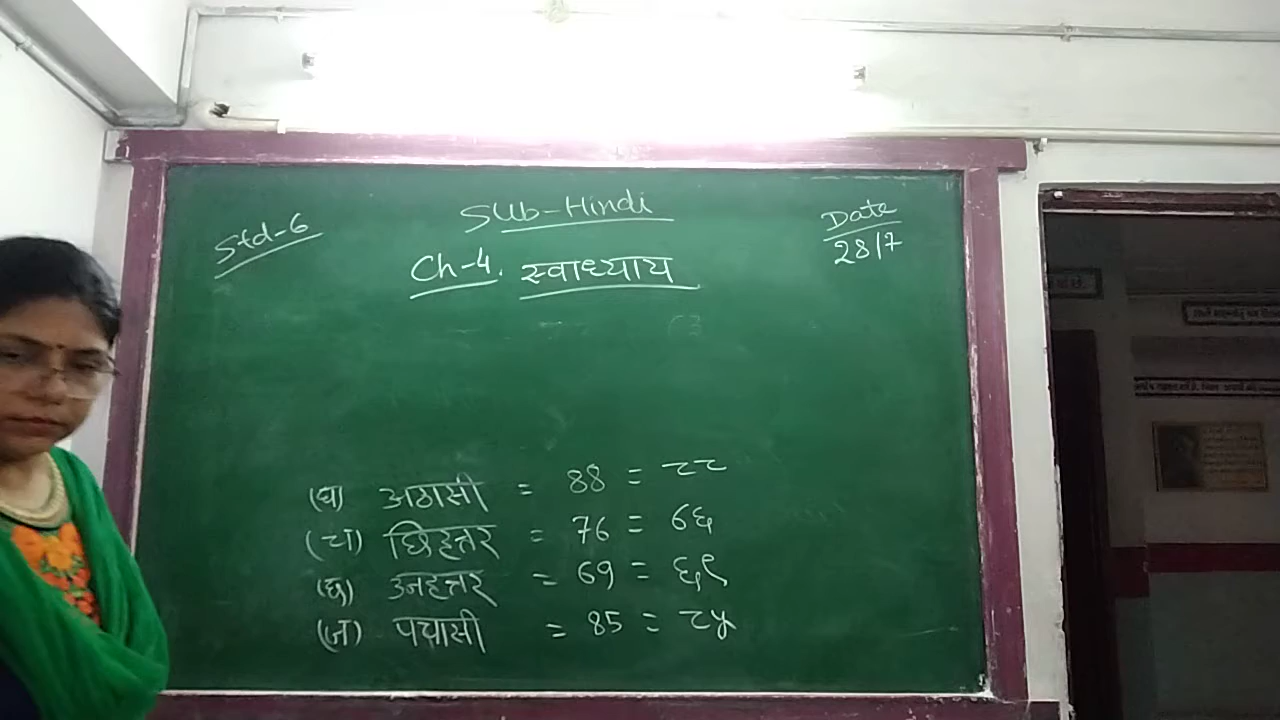 Std-6
Sub-Hindi
Date
28/7
Ch-4. स्वाध्याय
(घ) अठासी = 88 = ८८
(च) छिहत्तर = 76 = ७६
(छ) उनहत्तर = 69 = ६९
(ज) पचासी = 85 = ८५